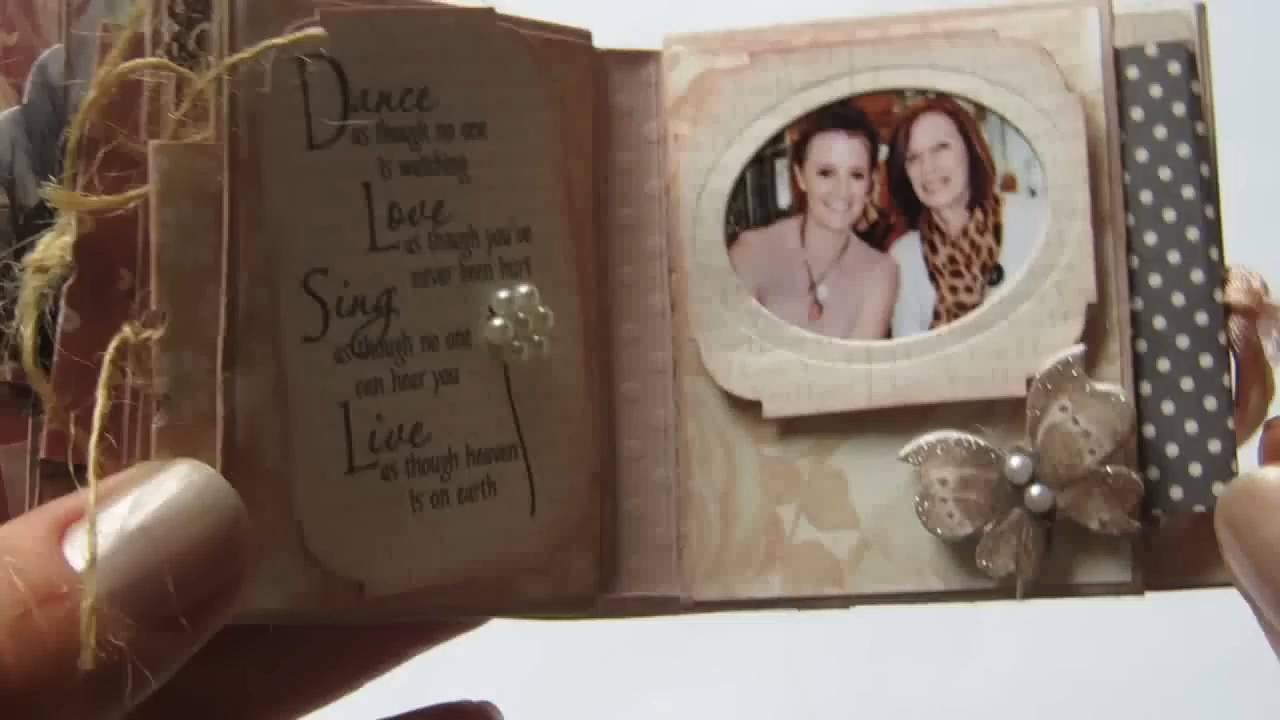 Dance
as though no one
is watching
Love
as though you've
never been hurt
Sing
as though no one
can hear you
Live
as though heaven
is on earth